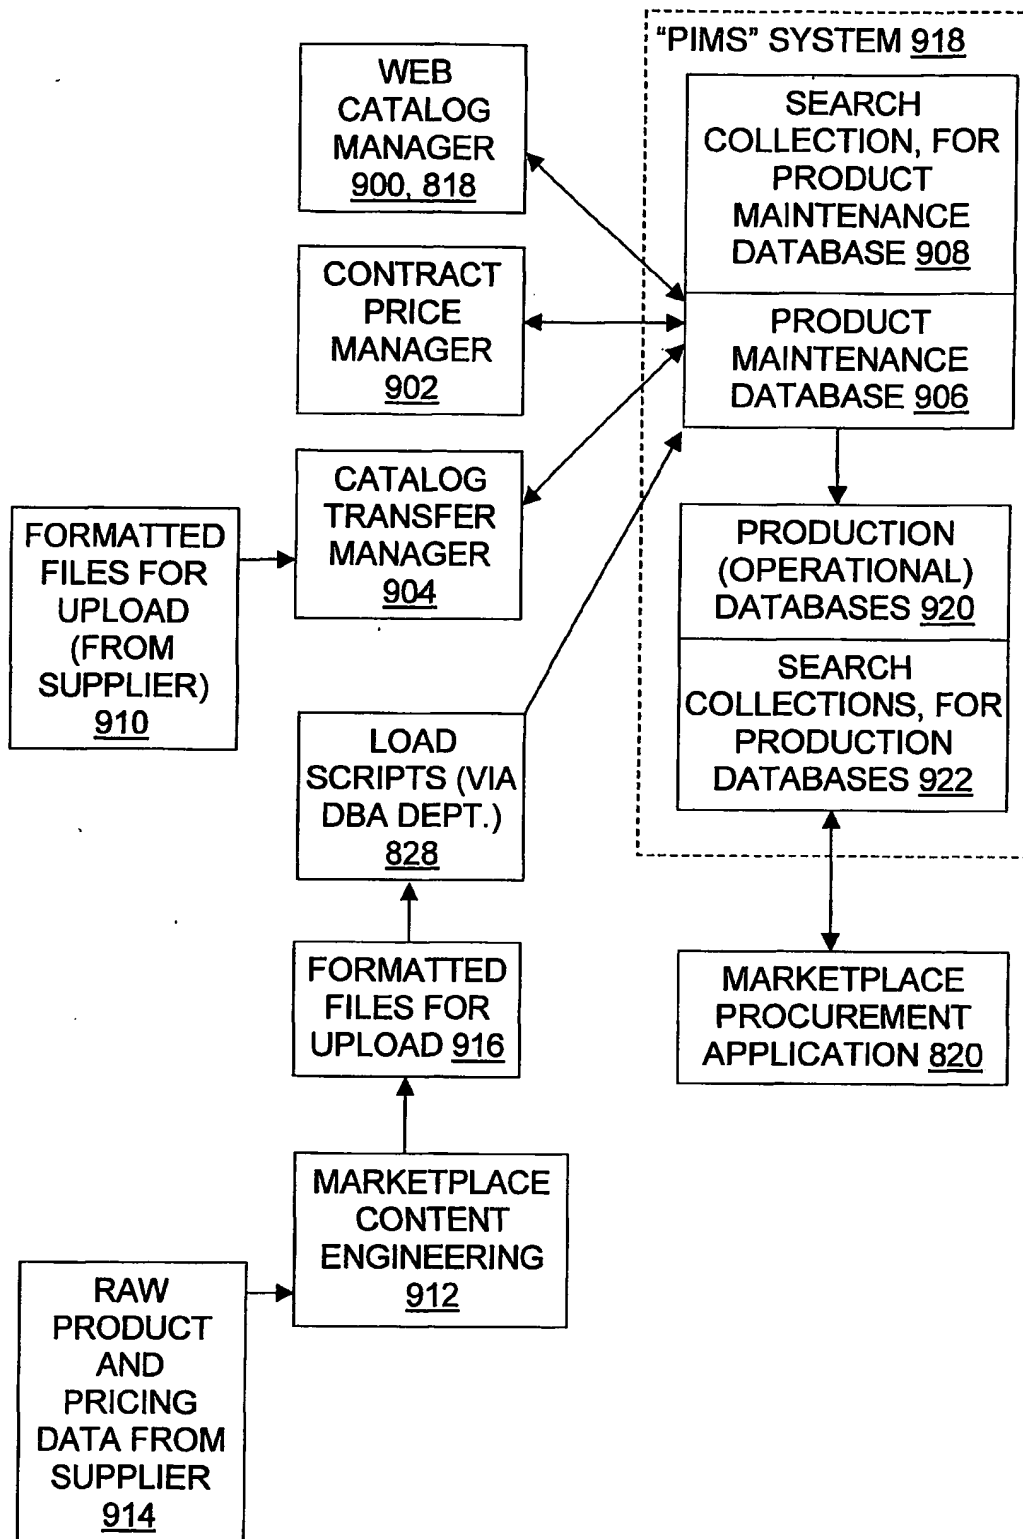 "PIMS" SYSTEM 918
WEB
CATALOG
MANAGER
900, 818
SEARCH
COLLECTION, FOR
PRODUCT
MAINTENANCE
DATABASE 908
CONTRACT
PRICE
MANAGER
902
PRODUCT
MAINTENANCE
DATABASE 906
CATALOG
TRANSFER
MANAGER
904
FORMATTED
FILES FOR
UPLOAD
(FROM
SUPPLIER)
910
PRODUCTION
(OPERATIONAL)
DATABASES 920
SEARCH
COLLECTIONS, FOR
PRODUCTION
DATABASES 922
LOAD
SCRIPTS (VIA
DBA DEPT.)
828
FORMATTED
FILES FOR
UPLOAD 916
MARKETPLACE
PROCUREMENT
APPLICATION 820
MARKETPLACE
CONTENT
ENGINEERING
912
RAW
PRODUCT
AND
PRICING
DATA FROM
SUPPLIER
914